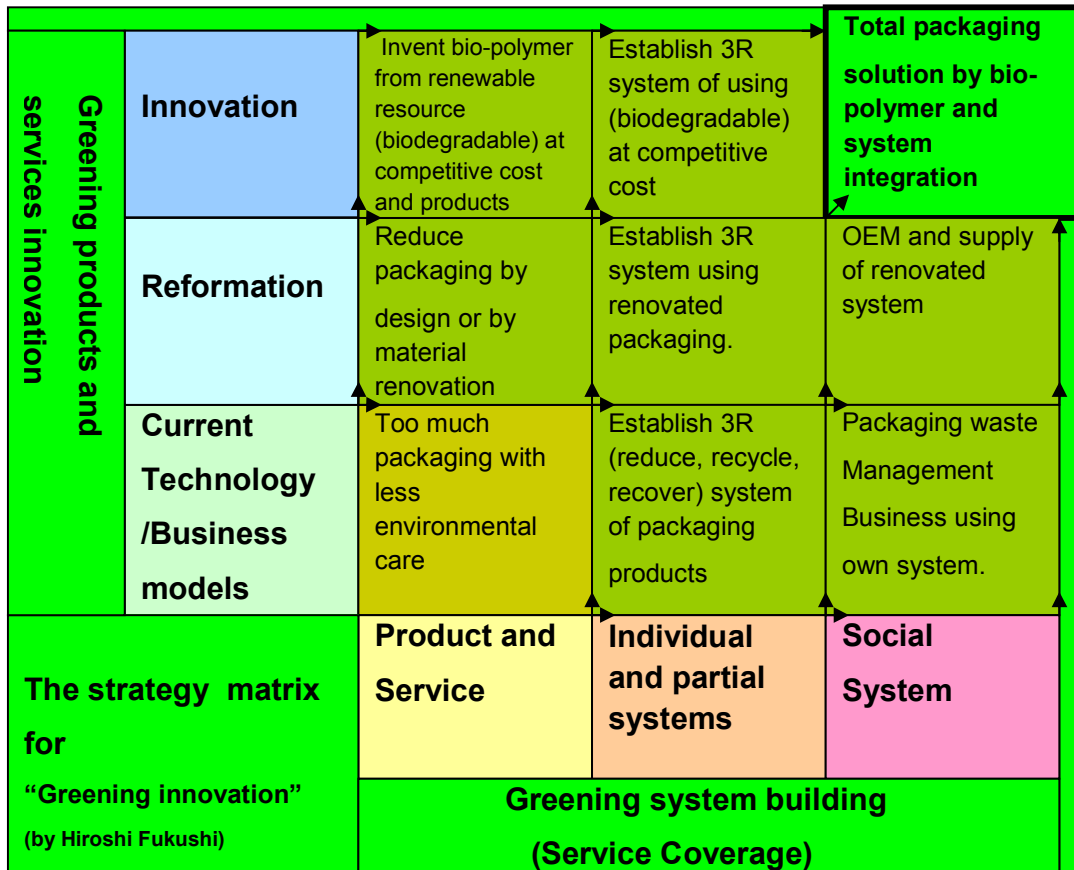 Greening products and
services innovation
Innovation
Invent bio-polymer
from renewable
resource
(biodegradable) at
competitive cost
and products
Establish 3R
system of using
(biodegradable)
at competitive
cost
Total packaging
solution by bio-
polymer and
system
integration
Reformation
Reduce
packaging by
design or by
material
renovation
Establish 3R
system using
renovated
packaging.
OEM and supply
of renovated
system
Current
Technology
/Business
models
Too much
packaging with
less
environmental
care
Establish 3R
(reduce, recycle,
recover) system
of packaging
products
Packaging waste
Management
Business using
own system.
The strategy matrix
for
“Greening innovation”
(by Hiroshi Fukushi)
Product and
Service
Individual
and partial
systems
Social
System
Greening system building
(Service Coverage)